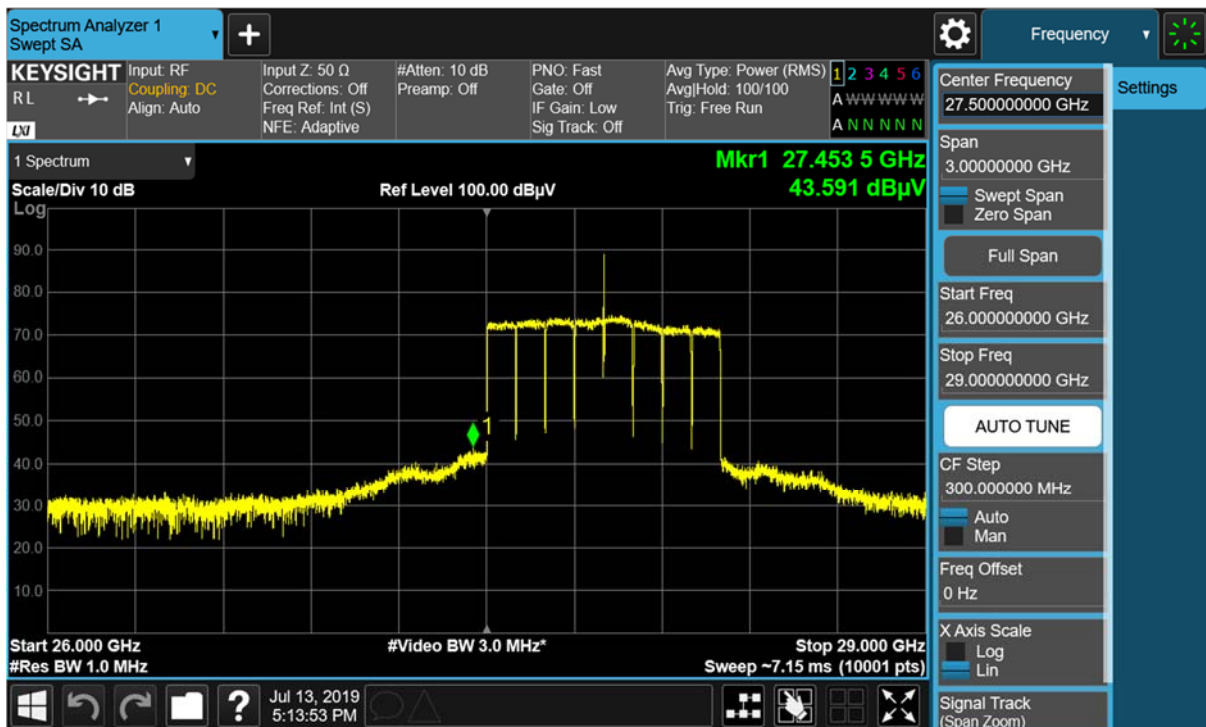 Spectrum Analyzer 1
Swept SA
Frequency
KEYSIGHT
R L
LXI
Input: RF
Coupling: DC
Align: Auto
Input Z: 50 Ω
Corrections: Off
Freq Ref: Int (S)
NFE: Adaptive
#Atten: 10 dB
Preamp: Off
PNO: Fast
Gate: Off
IF Gain: Low
Sig Track: Off
Avg Type: Power (RMS)
Avg|Hold: 100/100
Trig: Free Run
1 2 3 4 5 6
A W W W W W
A N N N N N
1 Spectrum
Mkr1 27.453 5 GHz
Scale/Div 10 dB
Ref Level 100.00 dBµV
43.591 dBµV
Log
90.0
80.0
70.0
60.0
50.0
1
40.0
30.0
20.0
10.0
Start 26.000 GHz
#Video BW 3.0 MHz*
Stop 29.000 GHz
#Res BW 1.0 MHz
Sweep ~7.15 ms (10001 pts)
?
Jul 13, 2019
5:13:53 PM
Center Frequency
27.500000000 GHz
Settings
Span
3.00000000 GHz
Swept Span
Zero Span
Full Span
Start Freq
26.000000000 GHz
Stop Freq
29.000000000 GHz
AUTO TUNE
CF Step
300.000000 MHz
Auto
Man
Freq Offset
0 Hz
X Axis Scale
Log
Lin
Signal Track
(Span Zoom)